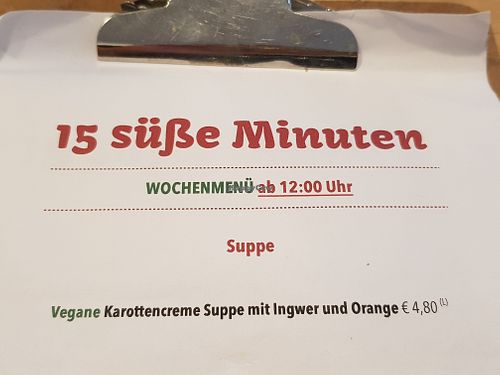 15 süße Minuten
WOCHENMENÜ ab 12:00 Uhr
Suppe
Vegane Karottencreme Suppe mit Ingwer und Orange € 4,80 (L)